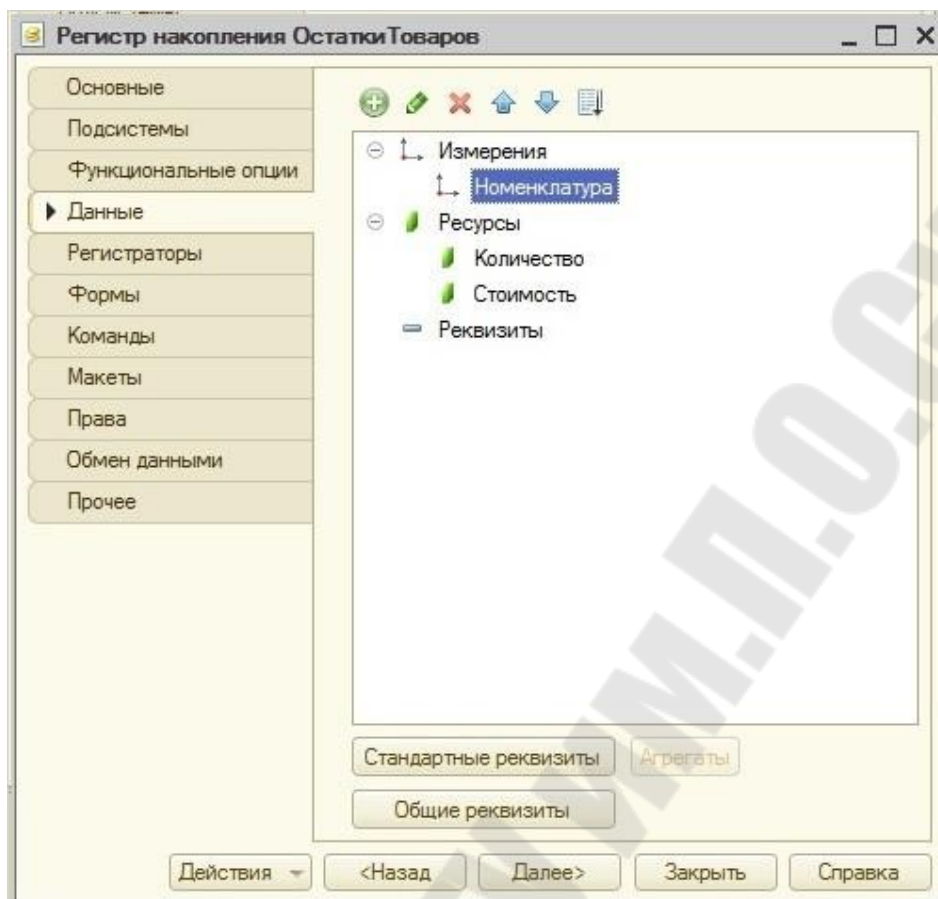 Регистр накопления ОстаткиТоваров
Основные
Подсистемы
Функциональные опции
Данные
Регистраторы
Формы
Команды
Макеты
Права
Обмен данными
Прочее
Измерения
Номенклатура
Ресурсы
Количество
Стоимость
Реквизиты
Стандартные реквизиты
Агрегаты
Общие реквизиты
Действия
<Назад
Далее>
Закрыть
Справка